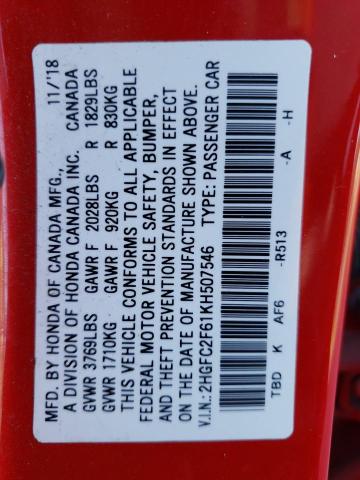 MFD. BY HONDA OF CANADA MFG., 11/'18
A DIVISION OF HONDA CANADA INC. CANADA
GVWR 3769LBS GAWR F 2028LBS R 1829LBS
GVWR 1710KG GAWR F 920KG R 830KG
THIS VEHICLE CONFORMS TO ALL APPLICABLE
FEDERAL MOTOR VEHICLE SAFETY, BUMPER,
AND THEFT PREVENTION STANDARDS IN EFFECT
ON THE DATE OF MANUFACTURE SHOWN ABOVE.
V.I.N.: 2HGFC2F61KH507546 TYPE: PASSENGER CAR
TBD K AF6 -R513 -A -H